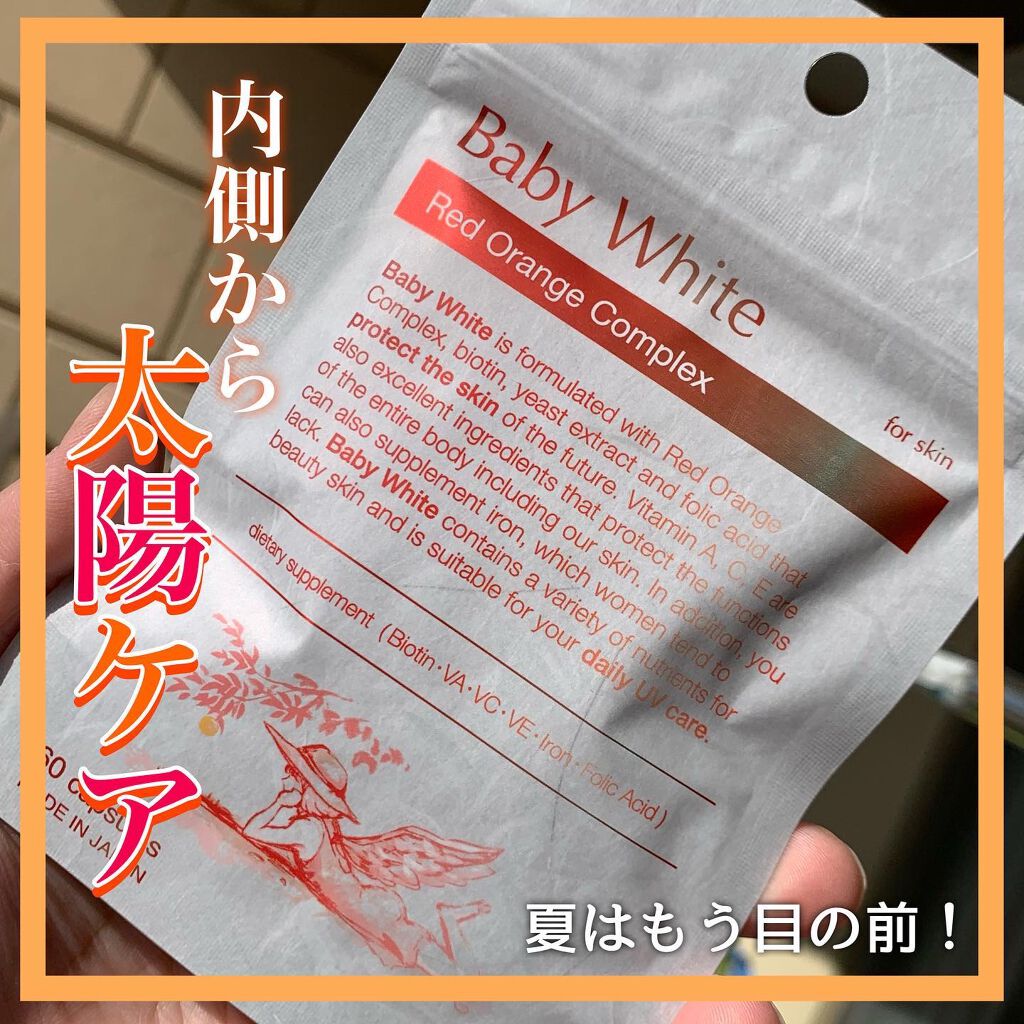 内側から
太陽ケア
Baby White
Red Orange Complex
for skin
Baby White is formulated with Red Orange
Complex, biotin, yeast extract and folic acid that
protect the skin of the future. Vitamin A, C, E are
also excellent ingredients that protect the functions
of the entire body including our skin. In addition, you
can also supplement iron, which women tend to
lack. Baby White contains a variety of nutrients for
beauty skin and is suitable for your daily UV care.
dietary supplement (Biotin・VA・VC・VE・Iron・Folic Acid)
60 capsules
MADE IN JAPAN
夏はもう目の前！